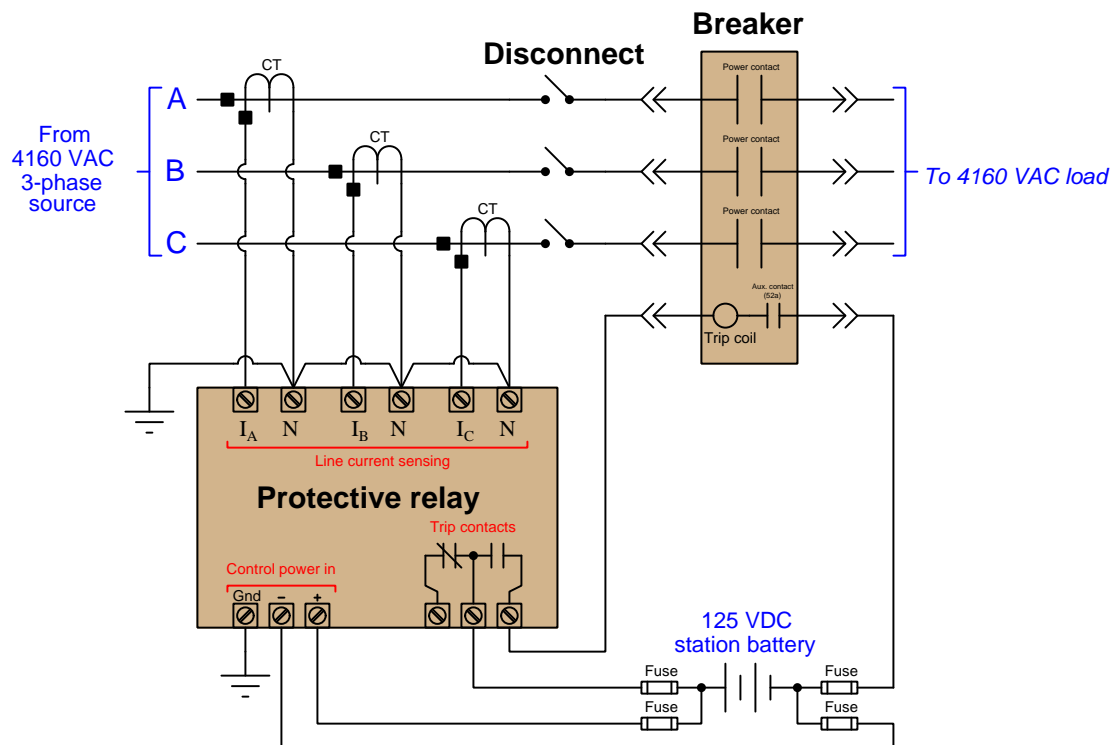 Breaker
Disconnect
CT
Power contact
A
From
4160 VAC
3-phase
source
CT
Power contact
B
To 4160 VAC load
CT
Power contact
C
Aux. contact
(52a)
Trip coil
IA N IB N IC N
Line current sensing
Protective relay
Trip contacts
Control power in
Gnd - +
125 VDC
station battery
Fuse
Fuse
Fuse
Fuse